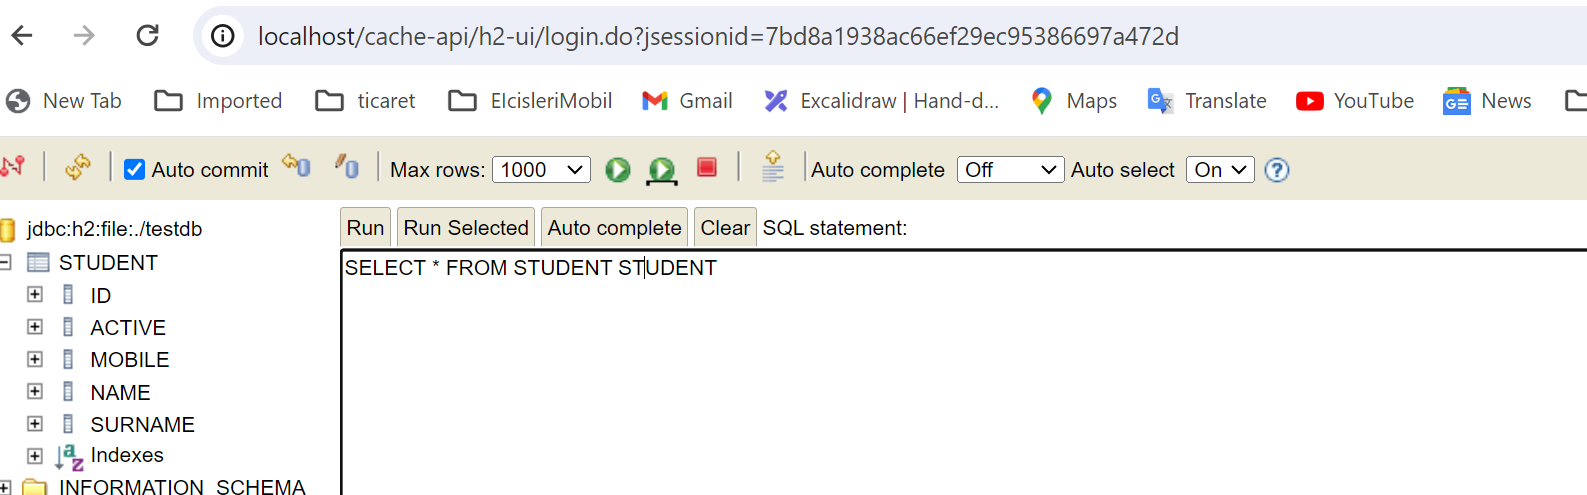 localhost/cache-api/h2-ui/login.do?jsessionid=7bd8a1938ac66ef29ec95386697a472d
New Tab Imported ticaret EIcisleriMobil Gmail Excalidraw | Hand-d... Maps Translate YouTube News
Auto commit Max rows: 1000 Auto complete Off Auto select On
jdbc:h2:file:./testdb
Run Run Selected Auto complete Clear SQL statement:
STUDENT
SELECT * FROM STUDENT STUDENT
ID
ACTIVE
MOBILE
NAME
SURNAME
Indexes
INFORMATION_SCHEMA